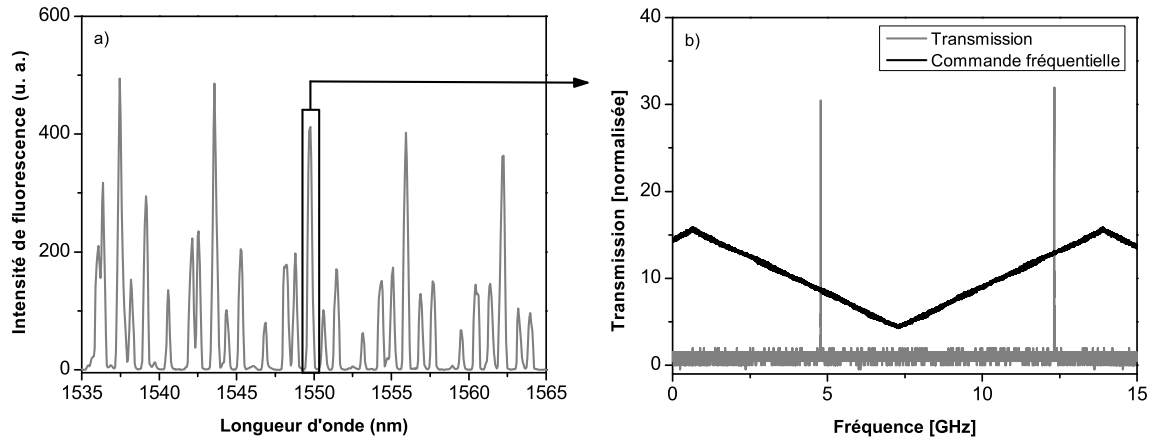 a)
Intensité de fluorescence (u. a.)
600
400
200
0
1535
1540
1545
1550
1555
1560
1565
Longueur d'onde (nm)
b)
Transmission
Commande fréquentielle
Transmission [normalisée]
40
30
20
10
0
0
5
10
15
Fréquence [GHz]